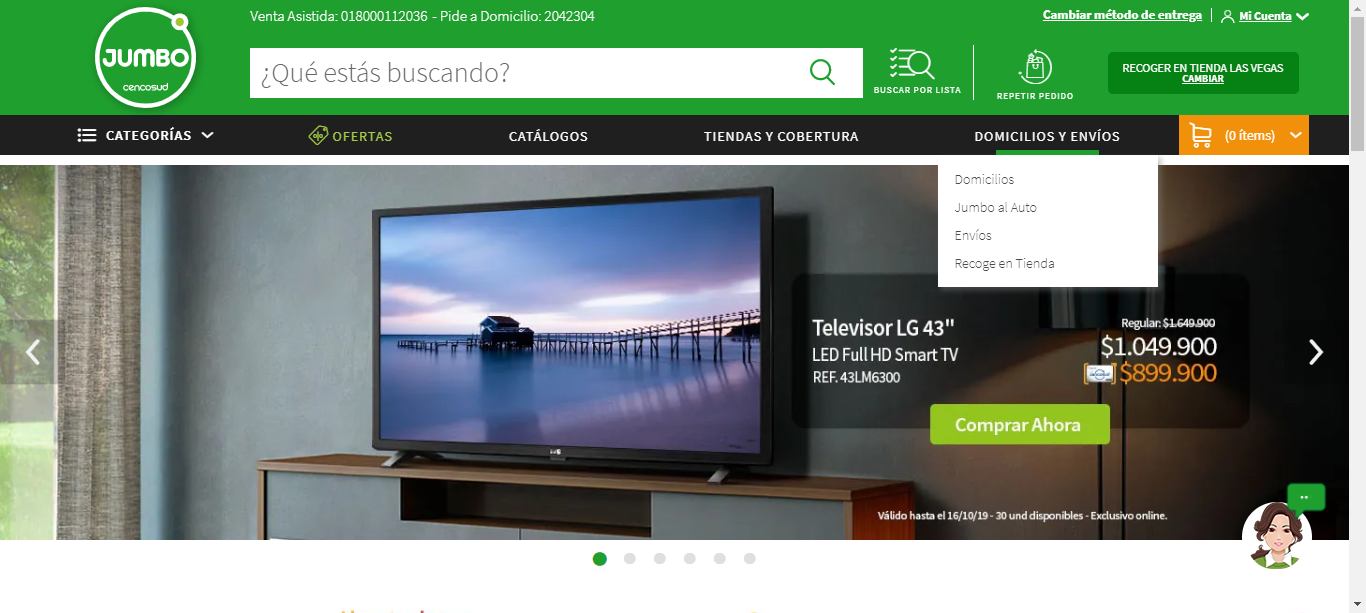 Venta Asistida: 018000112036 - Pide a Domicilio: 2042304
Cambiar método de entrega
Mi Cuenta
JUMBO
cencosud
¿Qué estás buscando?
BUSCAR POR LISTA
REPETIR PEDIDO
RECOGER EN TIENDA LAS VEGAS
CAMBIAR
CATEGORÍAS
OFERTAS
CATÁLOGOS
TIENDAS Y COBERTURA
DOMICILIOS Y ENVÍOS
(0 ítems)
Domicilios
Jumbo al Auto
Envíos
Recoge en Tienda
Televisor LG 43"
LED Full HD Smart TV
REF. 43LM6300
Regular: $1.649.900
$1.049.900
$899.900
Comprar Ahora
Válido hasta el 16/10/19 - 30 und disponibles - Exclusivo online.